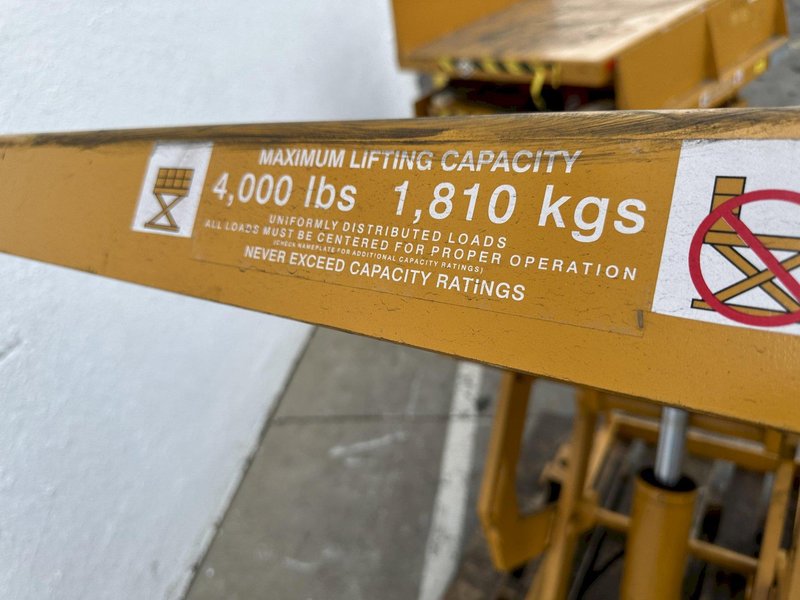 MAXIMUM LIFTING CAPACITY
4,000 lbs 1,810 kgs
UNIFORMLY DISTRIBUTED LOADS
ALL LOADS MUST BE CENTERED FOR PROPER OPERATION
(CHECK NAMEPLATE FOR ADDITIONAL CAPACITY RATINGS)
NEVER EXCEED CAPACITY RATiNGS